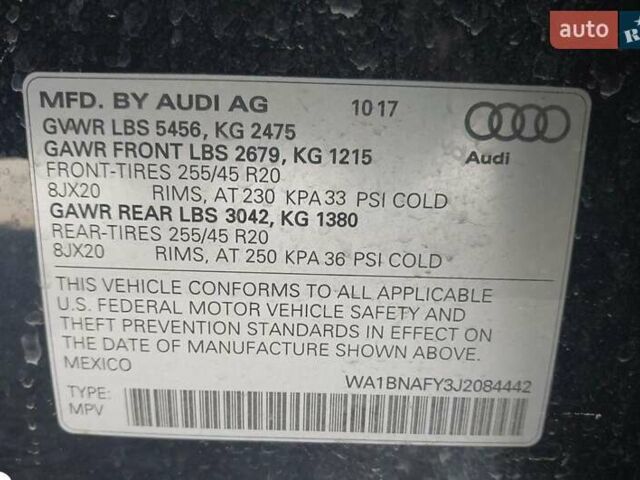 auto
R
MFD. BY AUDI AG 10 17
GVWR LBS 5456, KG 2475
GAWR FRONT LBS 2679, KG 1215
FRONT-TIRES 255/45 R20
8JX20 RIMS, AT 230 KPA 33 PSI COLD
GAWR REAR LBS 3042, KG 1380
REAR-TIRES 255/45 R20
8JX20 RIMS, AT 250 KPA 36 PSI COLD
Audi
THIS VEHICLE CONFORMS TO ALL APPLICABLE
U.S. FEDERAL MOTOR VEHICLE SAFETY AND
THEFT PREVENTION STANDARDS IN EFFECT ON
THE DATE OF MANUFACTURE SHOWN ABOVE.
MEXICO
WA1BNAFY3J2084442
TYPE:
MPV